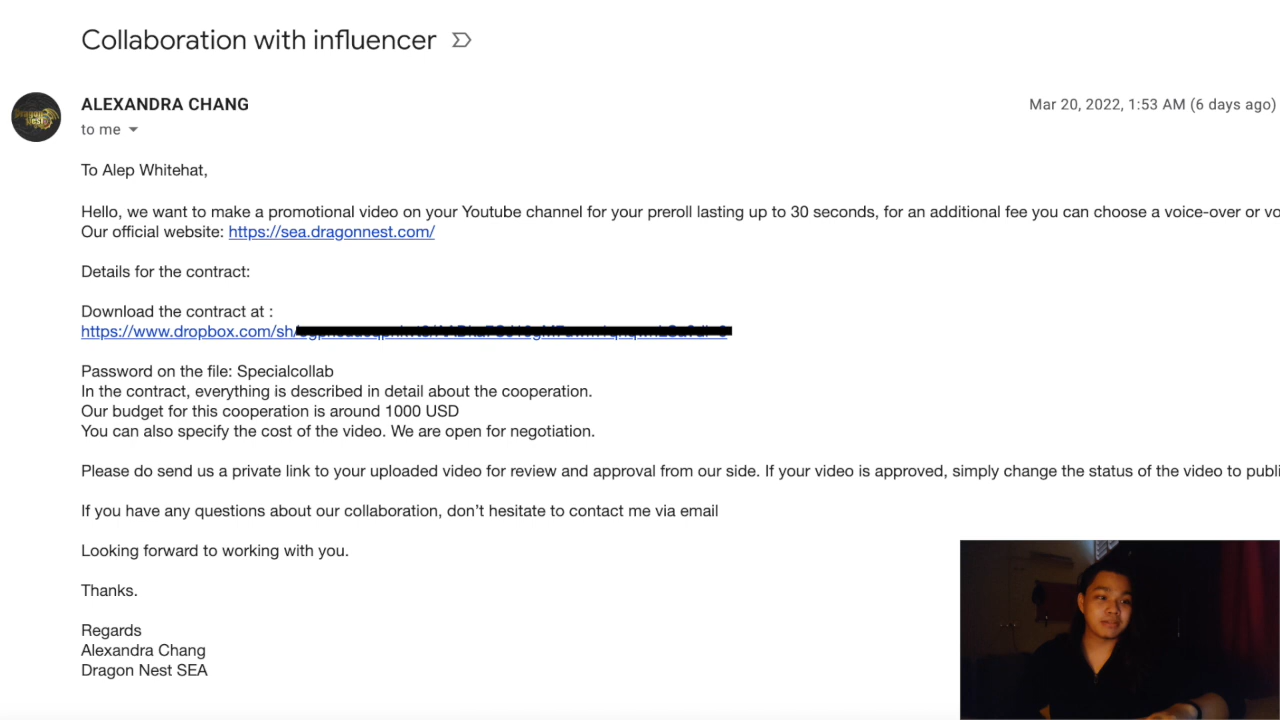 Collaboration with influencer
ALEXANDRA CHANG
Mar 20, 2022, 1:53 AM (6 days ago)
to me
To Alep Whitehat,
Hello, we want to make a promotional video on your Youtube channel for your preroll lasting up to 30 seconds, for an additional fee you can choose a voice-over or
Our official website: https://sea.dragonnest.com/
Details for the contract:
Download the contract at :
https://www.dropbox.com/sh/
Password on the file: Specialcollab
In the contract, everything is described in detail about the cooperation.
Our budget for this cooperation is around 1000 USD
You can also specify the cost of the video. We are open for negotiation.
Please do send us a private link to your uploaded video for review and approval from our side. If your video is approved, simply change the status of the video to
If you have any questions about our collaboration, don't hesitate to contact me via email
Looking forward to working with you.
Thanks.
Regards
Alexandra Chang
Dragon Nest SEA